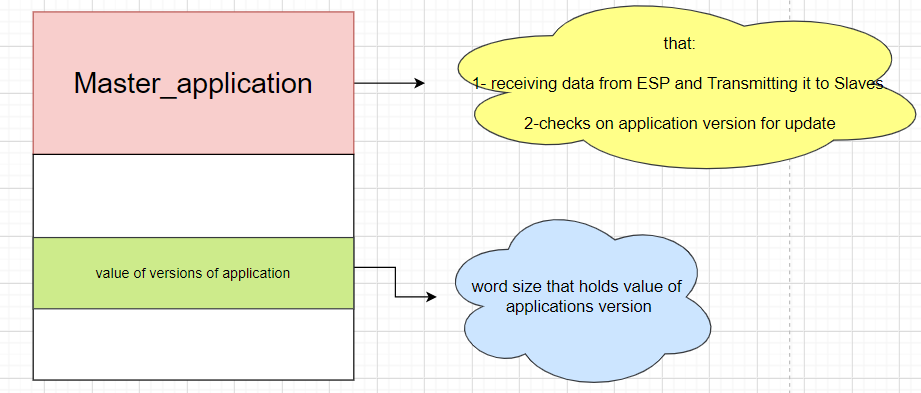 Master_application
that:
1- receiving data from ESP and Transmitting it to Slaves
2-checks on application version for update
value of versions of application
word size that holds value of
applications version